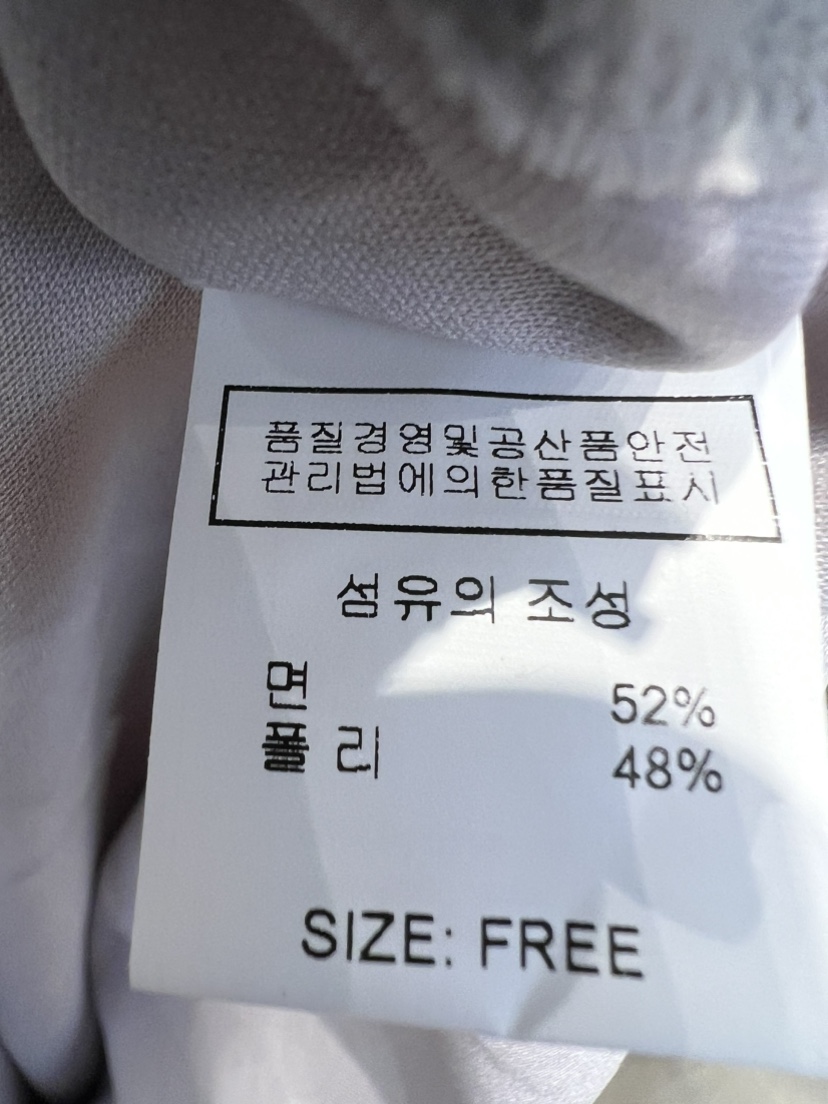 품질경영및공산품안전
관리법에의한품질표시
섬유의 조성
면 52%
폴 리 48%
SIZE: FREE